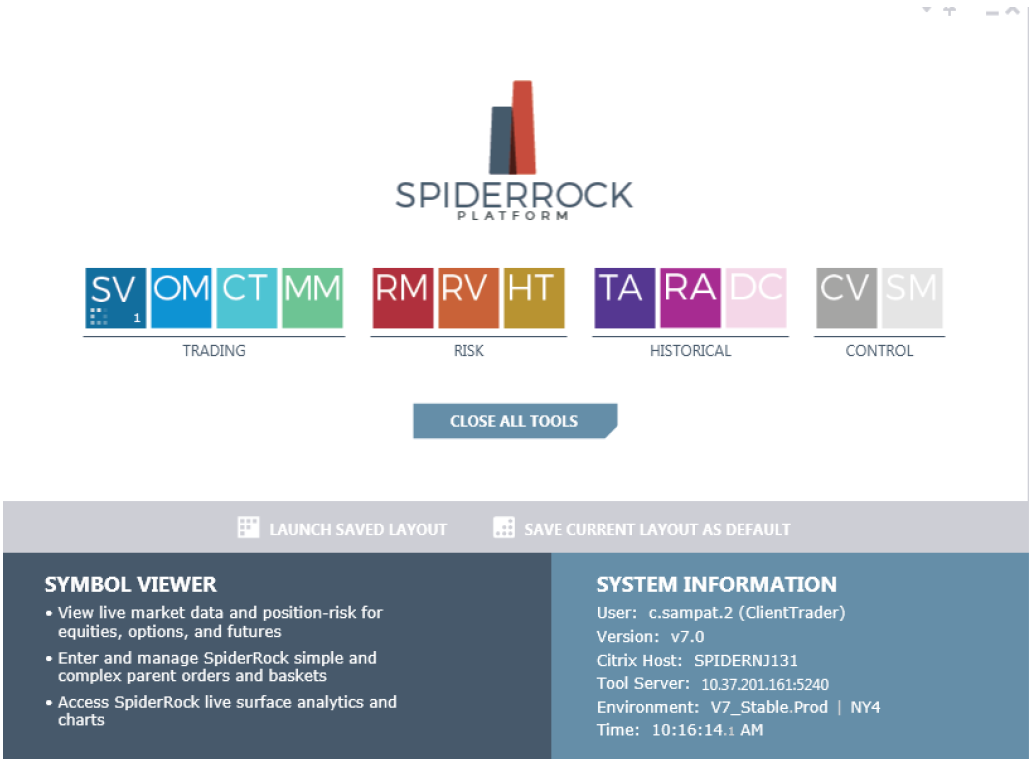 SPIDERROCK
PLATFORM
SV OM CT MM RM RV HT TA RA DC CV SM
1
TRADING RISK HISTORICAL CONTROL
CLOSE ALL TOOLS
LAUNCH SAVED LAYOUT SAVE CURRENT LAYOUT AS DEFAULT
SYMBOL VIEWER
• View live market data and position-risk for
equities, options, and futures
• Enter and manage SpiderRock simple and
complex parent orders and baskets
• Access SpiderRock live surface analytics and
charts
SYSTEM INFORMATION
User: c.sampat.2 (ClientTrader)
Version: v7.0
Citrix Host: SPIDERNJ131
Tool Server: 10.37.201.161:5240
Environment: V7_Stable.Prod | NY4
Time: 10:16:14.1 AM